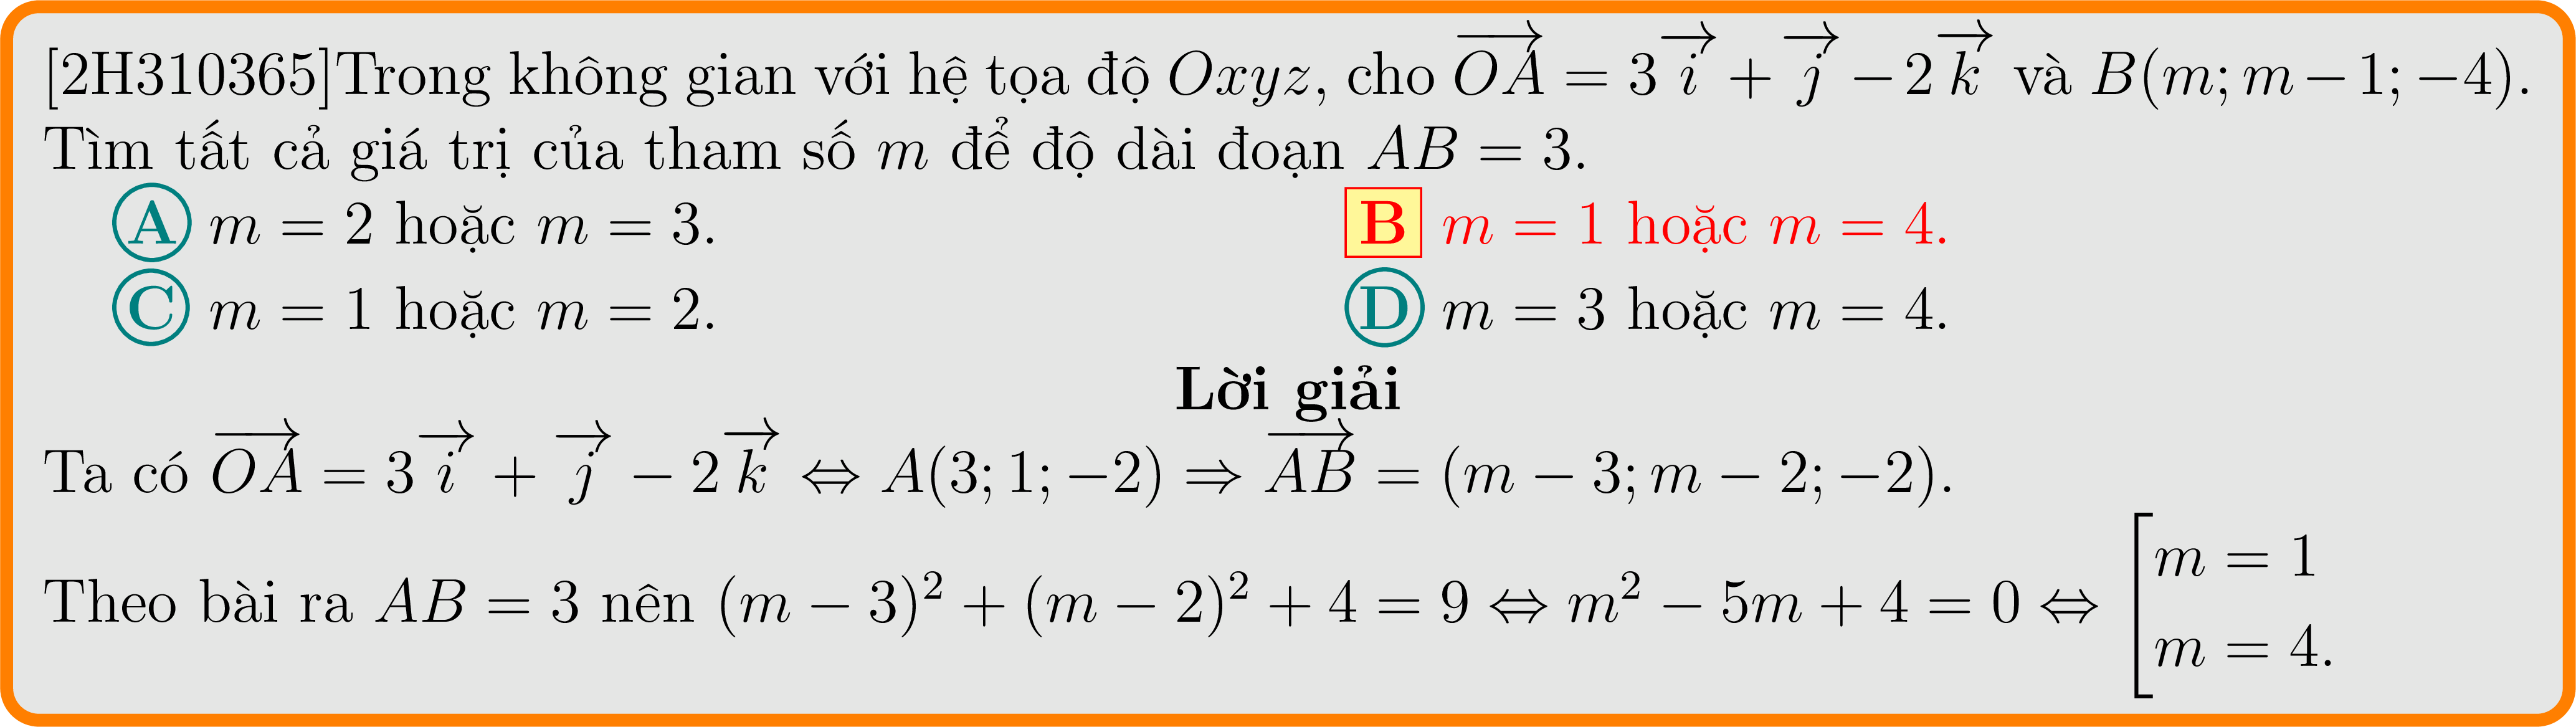 [2H310365]Trong không gian với hệ tọa độ $Oxyz$, cho $\overrightarrow{OA} = 3\overrightarrow{i} + \overrightarrow{j} - 2\overrightarrow{k}$ và $B(m; m-1; -4)$.
Tìm tất cả giá trị của tham số $m$ để độ dài đoạn $AB = 3$.
A $m = 2$ hoặc $m = 3$. B $m = 1$ hoặc $m = 4$.
C $m = 1$ hoặc $m = 2$. D $m = 3$ hoặc $m = 4$.
Lời giải
Ta có $\overrightarrow{OA} = 3\overrightarrow{i} + \overrightarrow{j} - 2\overrightarrow{k} \Leftrightarrow A(3; 1; -2) \Rightarrow \overrightarrow{AB} = (m-3; m-2; -2)$.
Theo bài ra $AB = 3$ nên $(m-3)^2 + (m-2)^2 + 4 = 9 \Leftrightarrow m^2 - 5m + 4 = 0 \Leftrightarrow \left[\begin{array}{l} m = 1 \\ m = 4. \end{array}\right.$